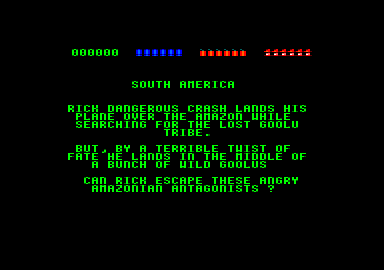 000000
SOUTH AMERICA
RICK DANGEROUS CRASH LANDS HIS
PLANE OVER THE AMAZON WHILE
SEARCHING FOR THE LOST GOOLU
TRIBE.
BUT, BY A TERRIBLE TWIST OF
FATE HE LANDS IN THE MIDDLE OF
A BUNCH OF WILD GOOLUS
CAN RICK ESCAPE THESE ANGRY
AMAZONIAN ANTAGONISTS ?